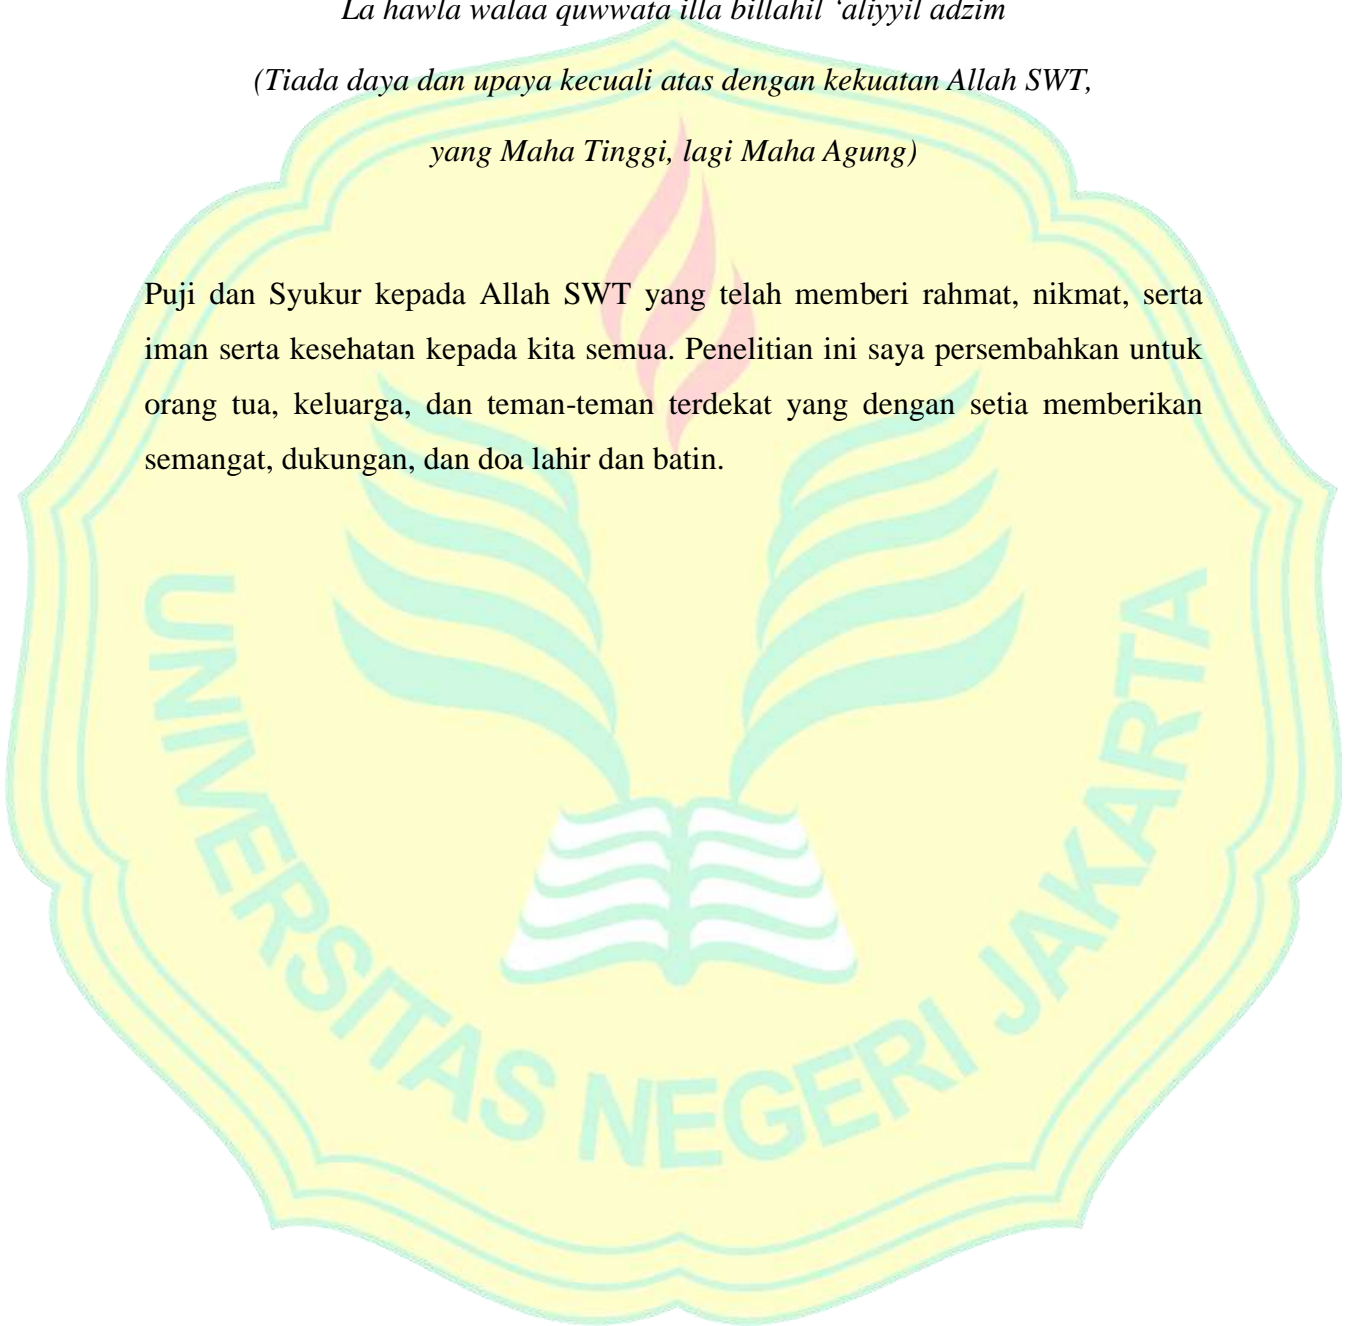 La hawla walaa quwwata illa billahil ‘aliyyil adzim
(Tiada daya dan upaya kecuali atas dengan kekuatan Allah SWT,
yang Maha Tinggi, lagi Maha Agung)
Puji dan Syukur kepada Allah SWT yang telah memberi rahmat, nikmat, serta
iman serta kesehatan kepada kita semua. Penelitian ini saya persembahkan untuk
orang tua, keluarga, dan teman-teman terdekat yang dengan setia memberikan
semangat, dukungan, dan doa lahir dan batin.
UNIVERSITAS NEGERI JAKARTA